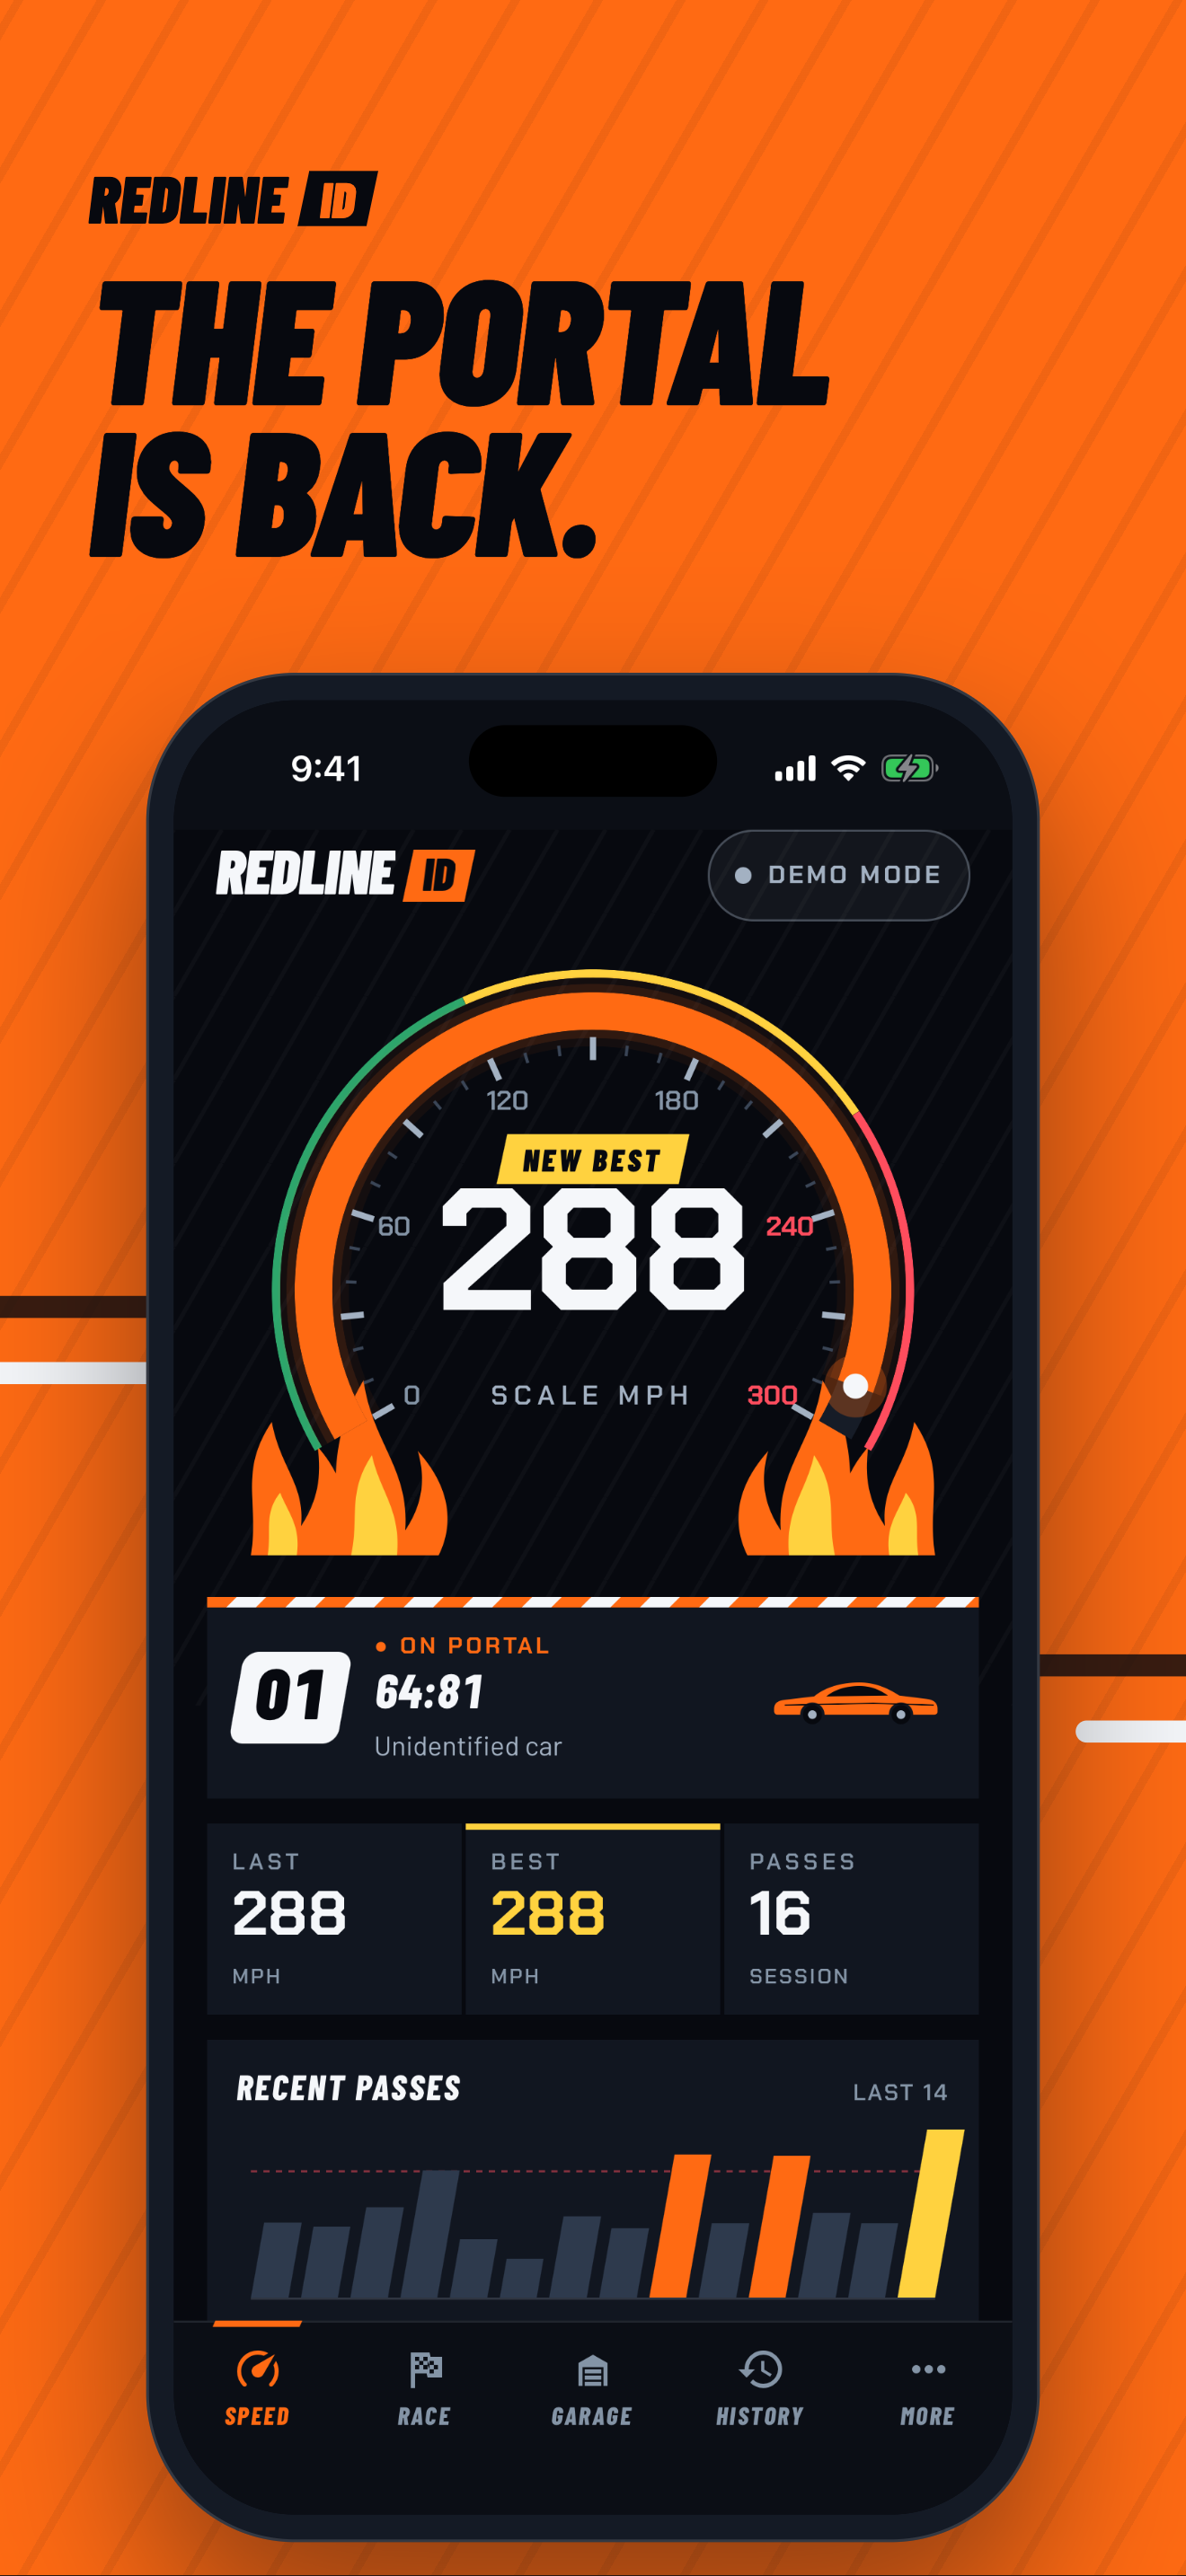 REDLINE ID
THE PORTAL
IS BACK.
9:41
REDLINE ID
DEMO MODE
120
180
NEW BEST
60
288
240
0
SCALE MPH
300
01
ON PORTAL
64:81
Unidentified car
LAST
288
MPH
BEST
288
MPH
PASSES
16
SESSION
RECENT PASSES
LAST 14
SPEED
RACE
GARAGE
HISTORY
MORE